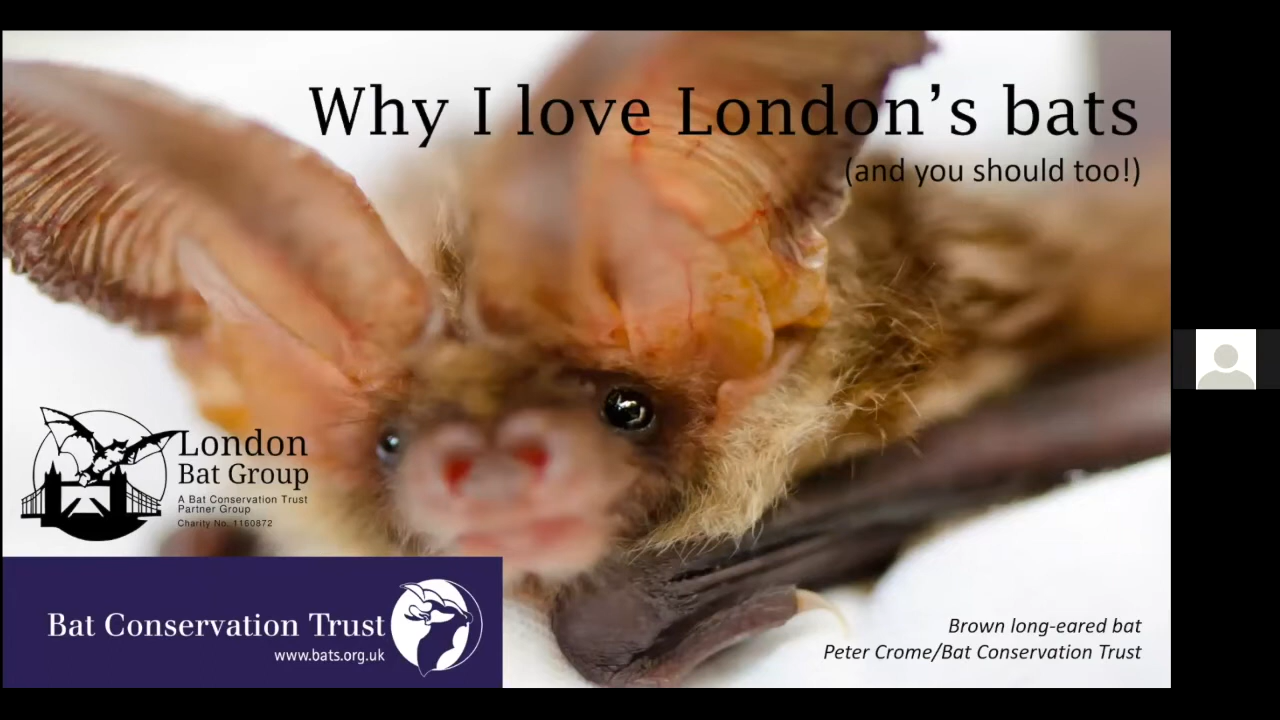 Why I love London's bats
(and you should too!)
London
Bat Group
A Bat Conservation Trust
Partner Group
Charity No. 1160872
Bat Conservation Trust
www.bats.org.uk
Brown long-eared bat
Peter Crome/Bat Conservation Trust